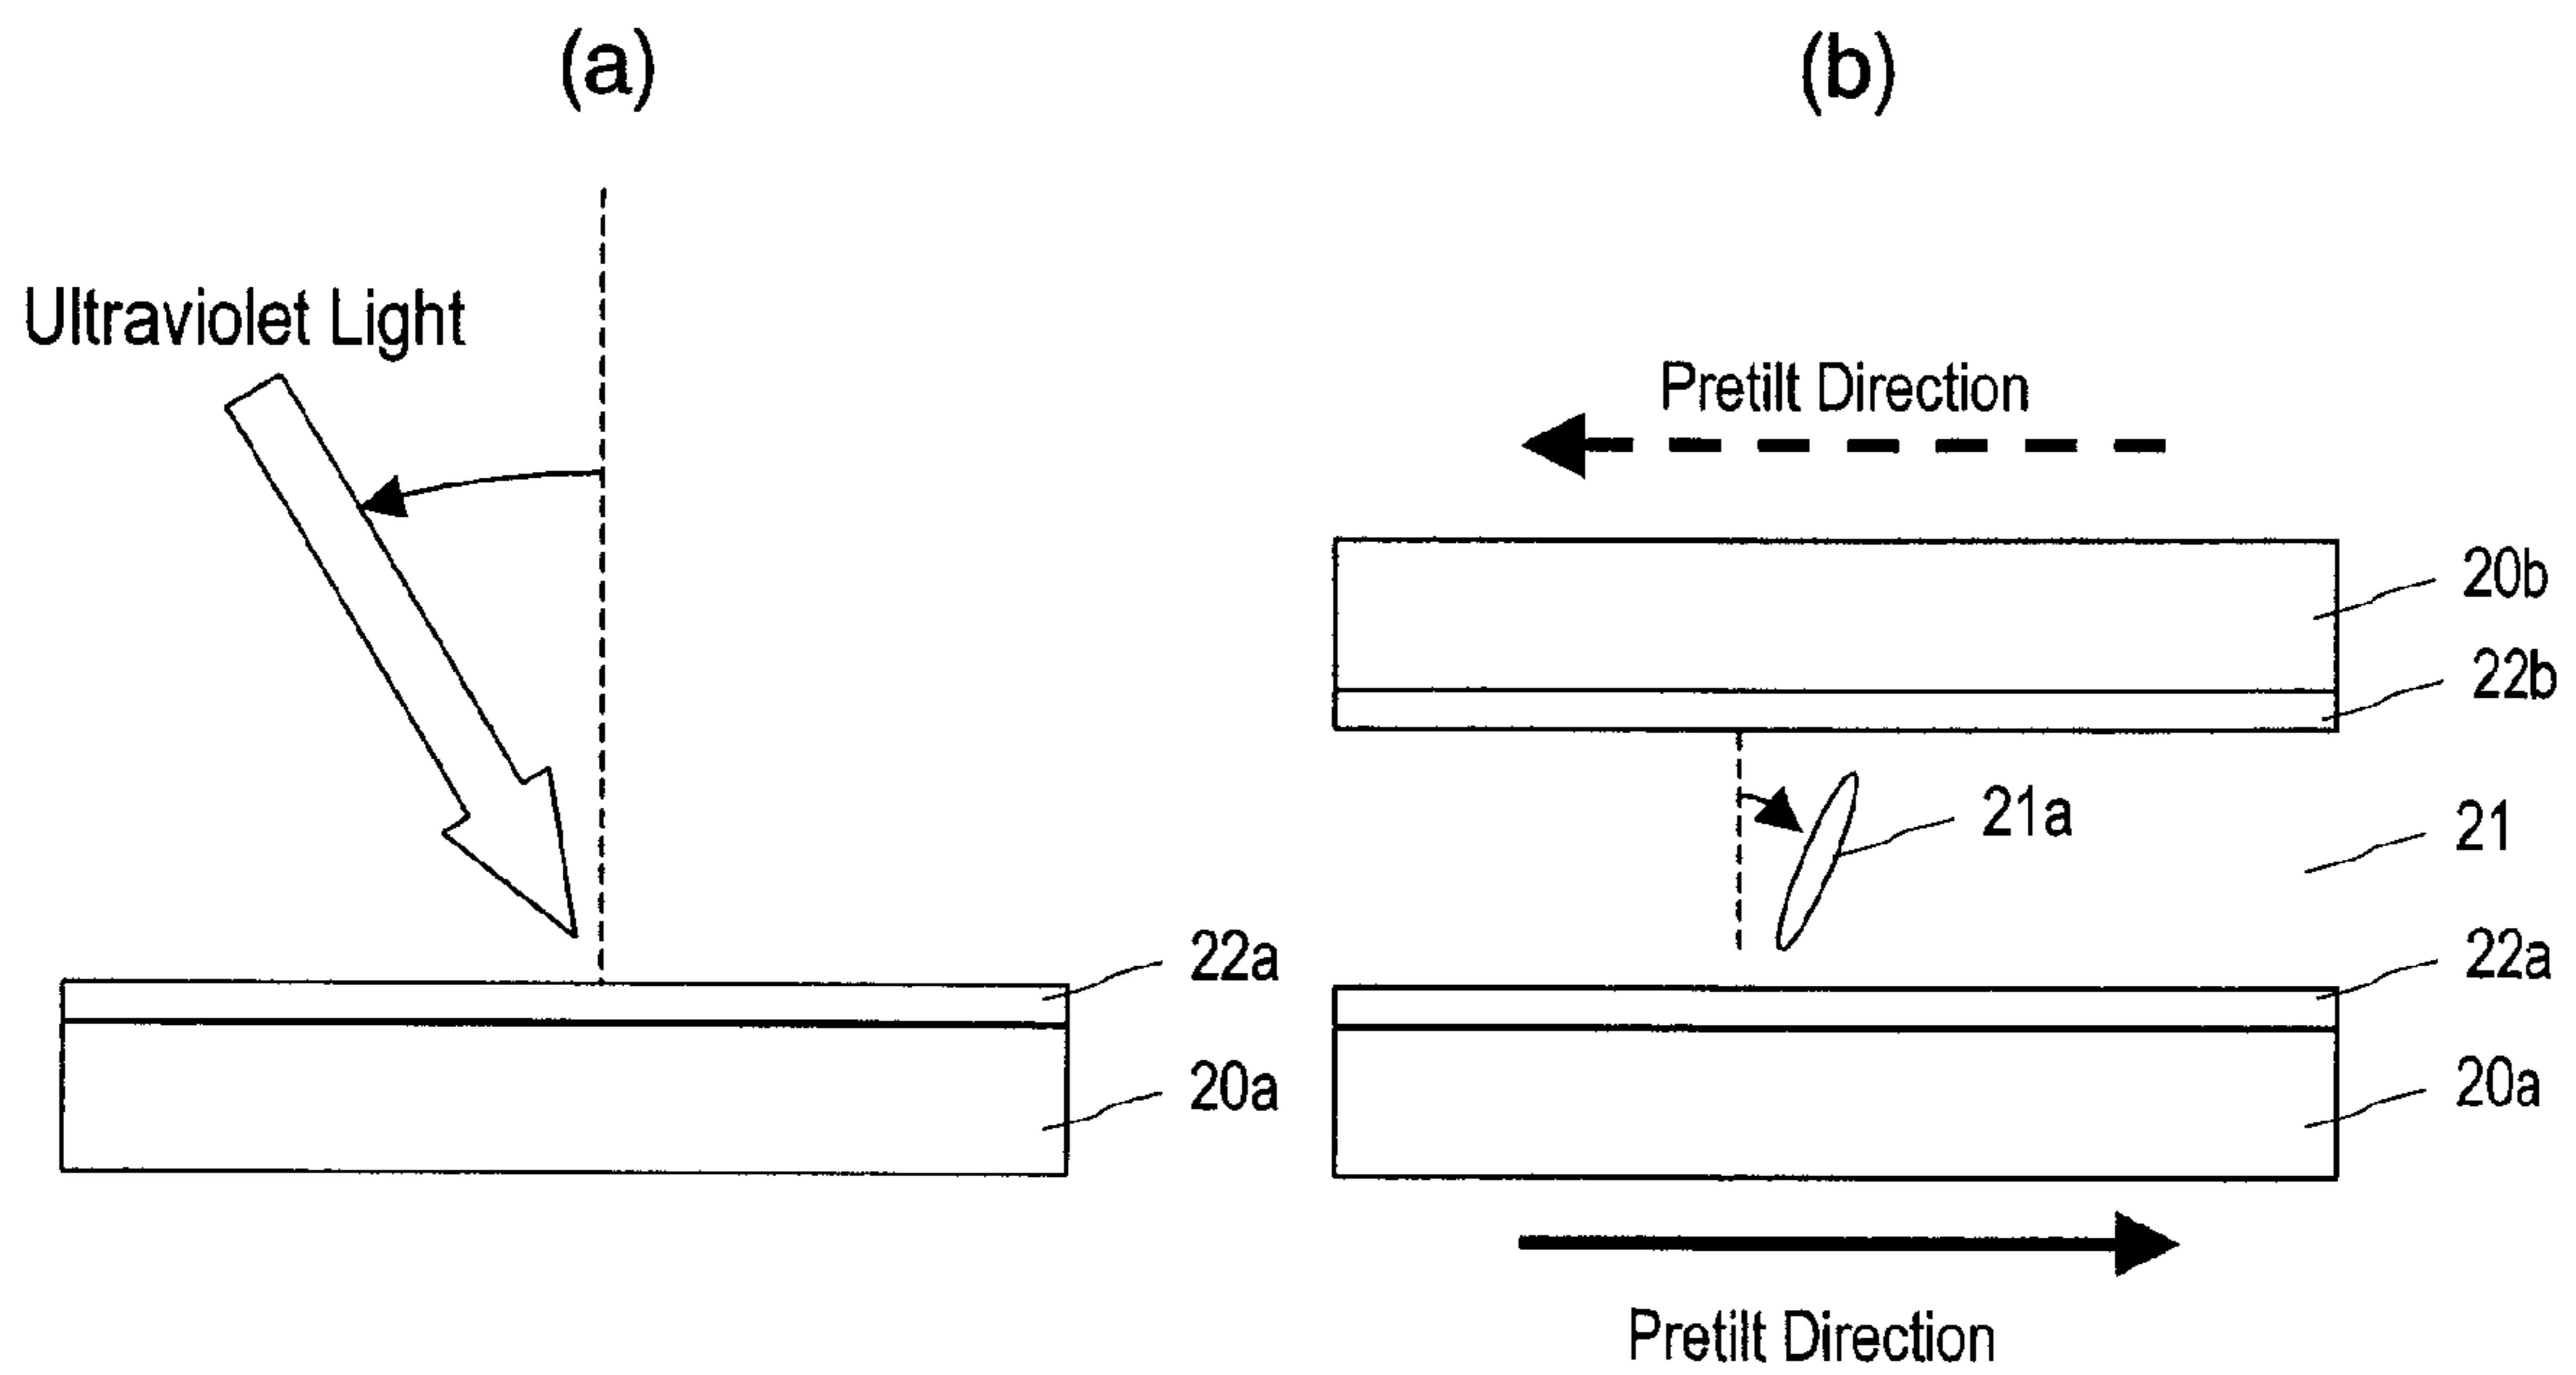 (a)
(b)
Ultraviolet Light
Pretilt Direction
20b
22b
21a
21
22a
22a
20a
20a
Pretilt Direction